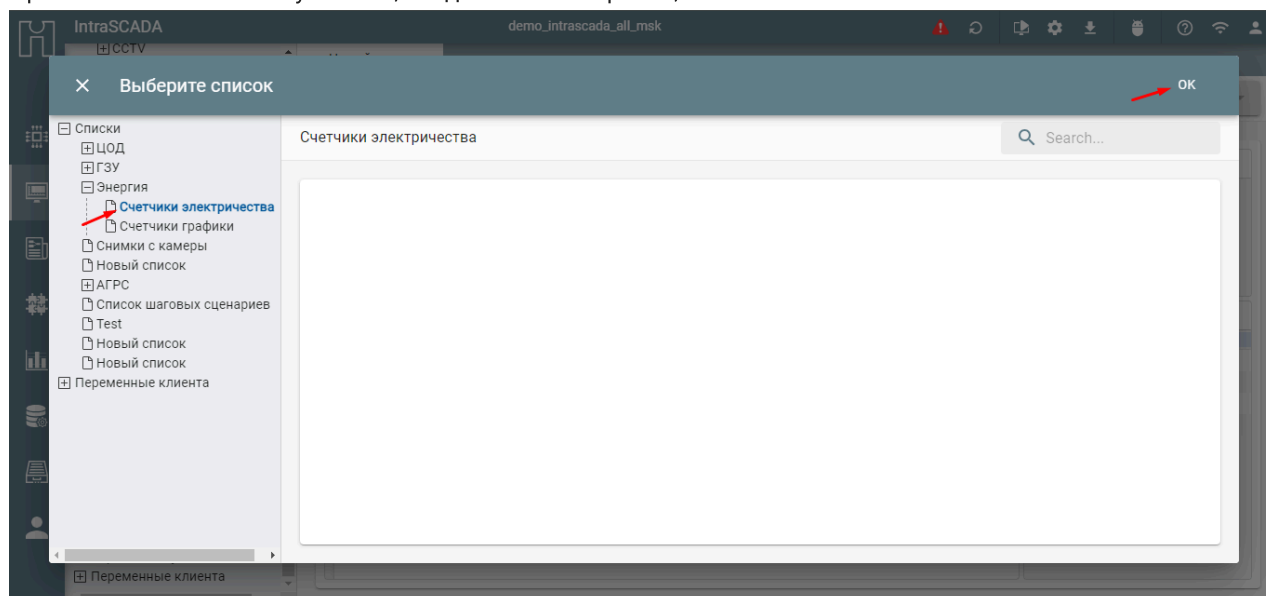 IntraSCADA
demo_intrascada_all_msk
CCTV
Выберите список
ОК
Списки
ЦОД
ГЗУ
Энергия
Счетчики электричества
Счетчики графики
Снимки с камеры
Новый список
АГРС
Список шаговых сценариев
Test
Новый список
Новый список
Переменные клиента
Счетчики электричества
Search...
Переменные клиента